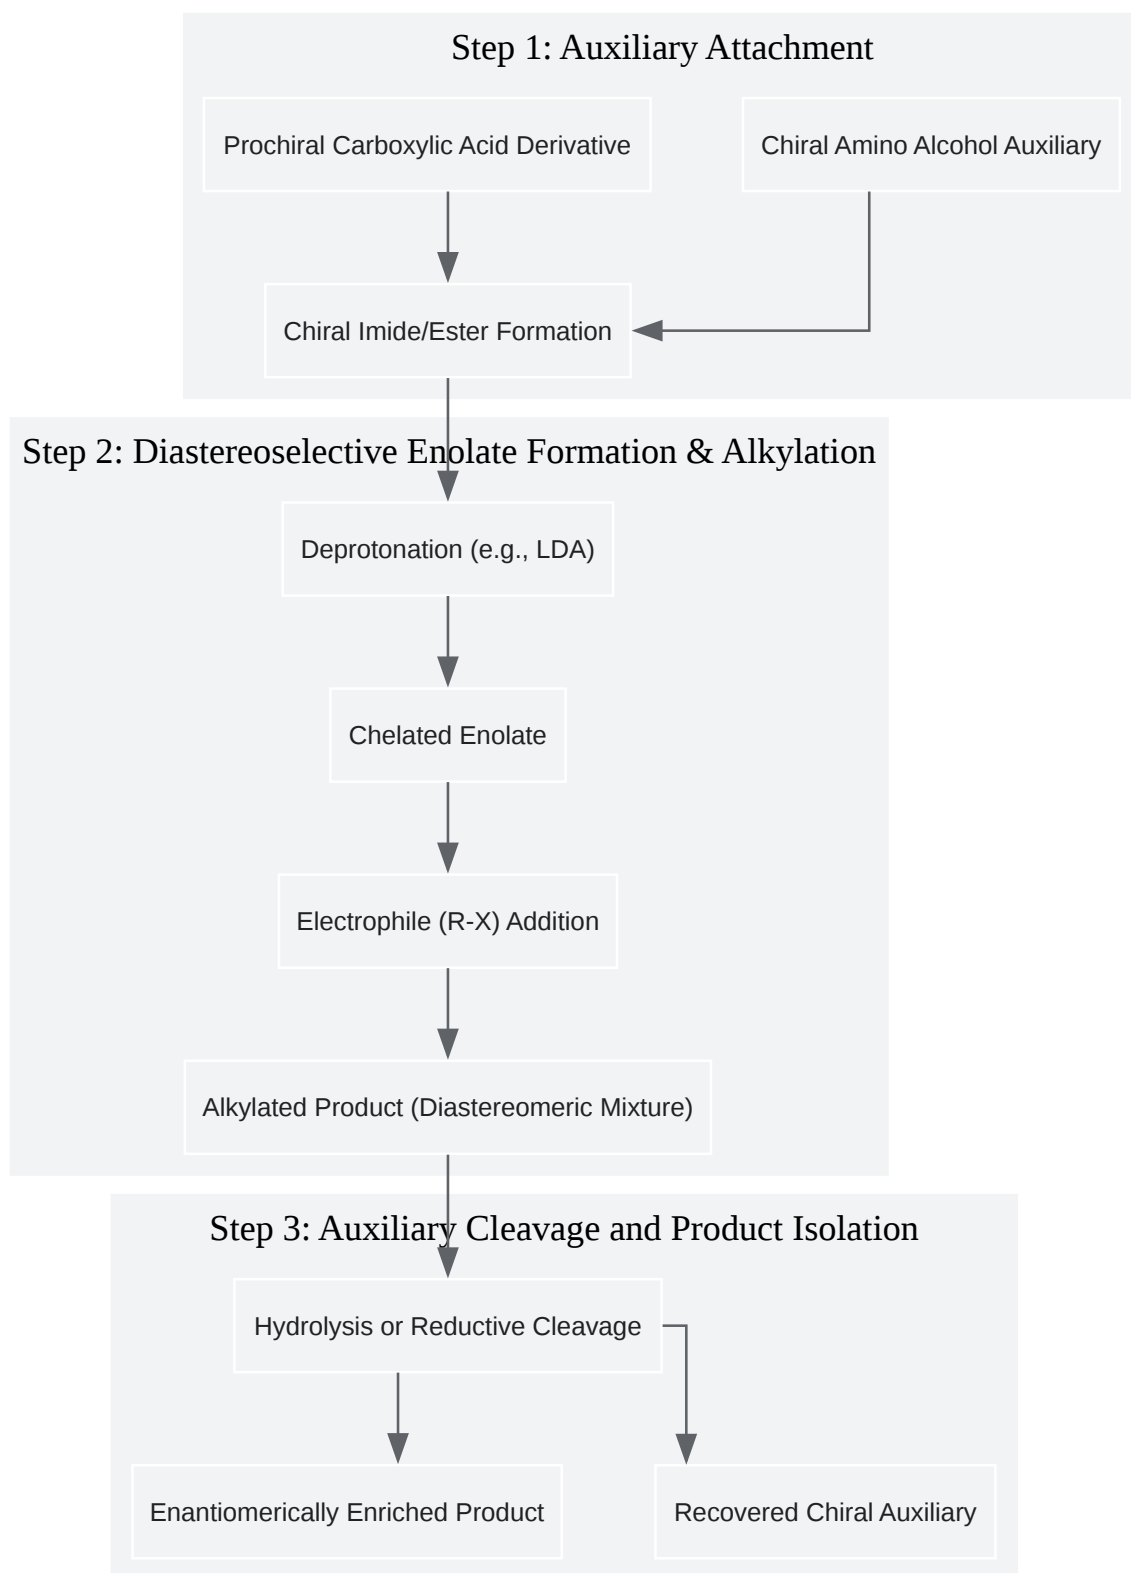 Step 1: Auxiliary Attachment
Prochiral Carboxylic Acid Derivative
Chiral Amino Alcohol Auxiliary
Chiral Imide/Ester Formation
Step 2: Diastereoselective Enolate Formation & Alkylation
Deprotonation (e.g., LDA)
Chelated Enolate
Electrophile (R-X) Addition
Alkylated Product (Diastereomeric Mixture)
Step 3: Auxiliary Cleavage and Product Isolation
Hydrolysis or Reductive Cleavage
Enantiomerically Enriched Product
Recovered Chiral Auxiliary